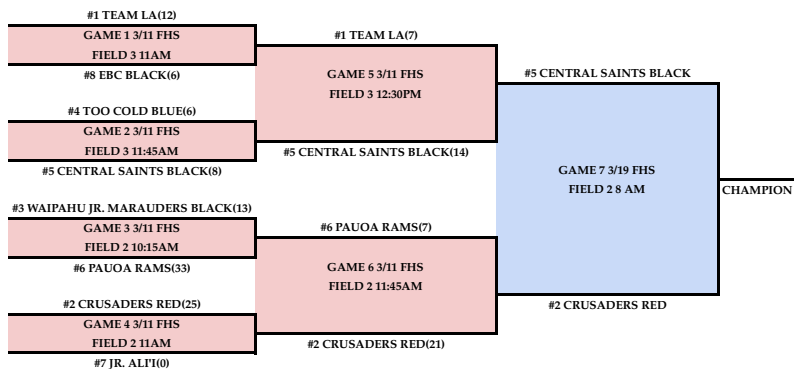 #1 TEAM LA(12)
GAME 1 3/11 FHS
FIELD 3 11AM
#8 EBC BLACK(6)
#4 TOO COLD BLUE(6)
GAME 2 3/11 FHS
FIELD 3 11:45AM
#5 CENTRAL SAINTS BLACK(8)
#3 WAIPAHU JR. MARAUDERS BLACK(13)
GAME 3 3/11 FHS
FIELD 2 10:15AM
#6 PAUOA RAMS(33)
#2 CRUSADERS RED(25)
GAME 4 3/11 FHS
FIELD 2 11AM
#7 JR. ALI'I(0)
#1 TEAM LA(7)
GAME 5 3/11 FHS
FIELD 3 12:30PM
#5 CENTRAL SAINTS BLACK(14)
#6 PAUOA RAMS(7)
GAME 6 3/11 FHS
FIELD 2 11:45AM
#2 CRUSADERS RED(21)
#5 CENTRAL SAINTS BLACK
GAME 7 3/19 FHS
FIELD 2 8 AM
#2 CRUSADERS RED
CHAMPION